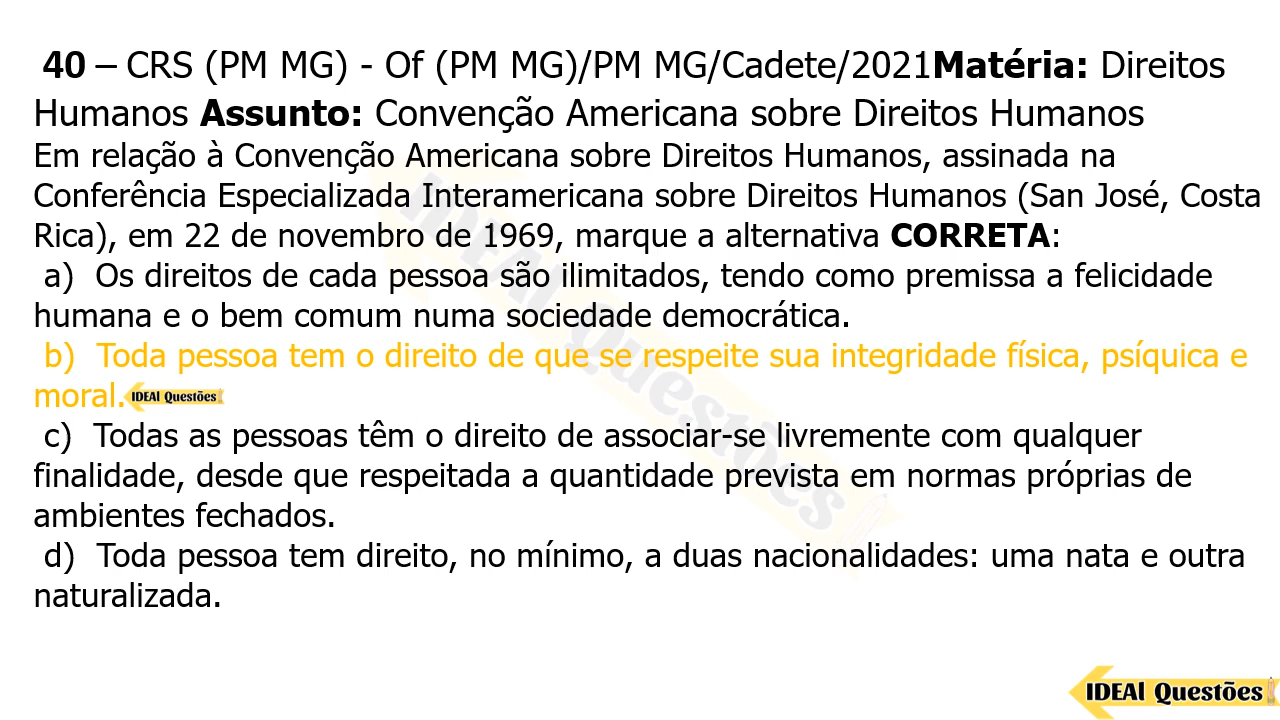 40 – CRS (PM MG) - Of (PM MG)/PM MG/Cadete/2021Matéria: Direitos
Humanos Assunto: Convenção Americana sobre Direitos Humanos
Em relação à Convenção Americana sobre Direitos Humanos, assinada na
Conferência Especializada Interamericana sobre Direitos Humanos (San José, Costa
Rica), em 22 de novembro de 1969, marque a alternativa CORRETA:
a) Os direitos de cada pessoa são ilimitados, tendo como premissa a felicidade
humana e o bem comum numa sociedade democrática.
b) Toda pessoa tem o direito de que se respeite sua integridade física, psíquica e
moral. IDEAl Questões
c) Todas as pessoas têm o direito de associar-se livremente com qualquer
finalidade, desde que respeitada a quantidade prevista em normas próprias de
ambientes fechados.
d) Toda pessoa tem direito, no mínimo, a duas nacionalidades: uma nata e outra
naturalizada.
IDEAl Questões
IDEAl Questões